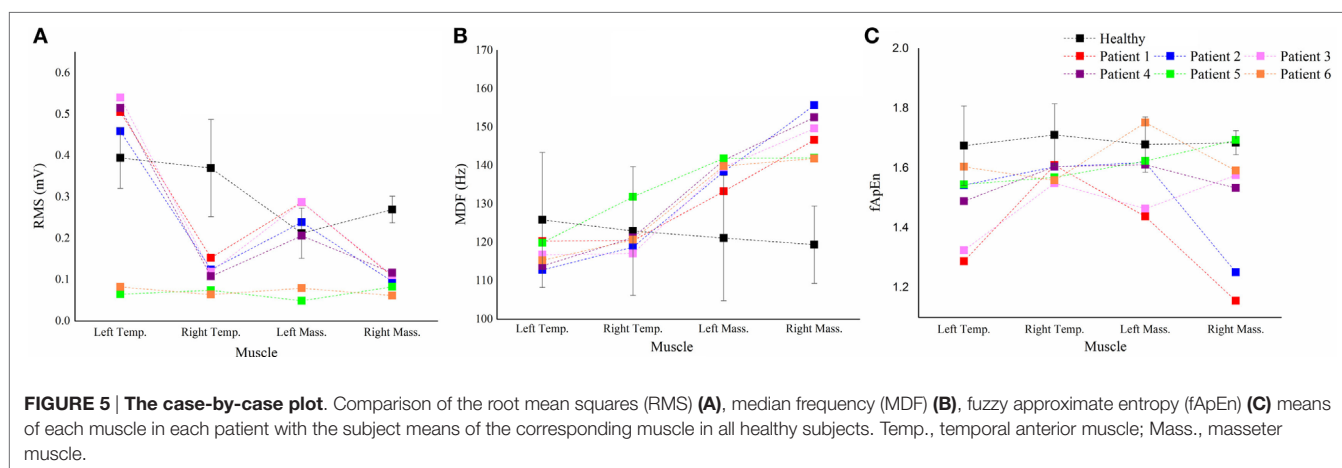 A
RMS (mV)
0.6
0.5
0.4
0.3
0.2
0.1
0.0
Left Temp. Right Temp. Left Mass. Right Mass.
Muscle
B
MDF (Hz)
170
160
150
140
130
120
110
100
Left Temp. Right Temp. Left Mass. Right Mass.
Muscle
C
fApEn
2.0
1.8
1.6
1.4
1.2
Healthy
Patient 1 Patient 2 Patient 3
Patient 4 Patient 5 Patient 6
Left Temp. Right Temp. Left Mass. Right Mass.
Muscle
FIGURE 5 | The case-by-case plot. Comparison of the root mean squares (RMS) (A), median frequency (MDF) (B), fuzzy approximate entropy (fApEn) (C) means
of each muscle in each patient with the subject means of the corresponding muscle in all healthy subjects. Temp., temporal anterior muscle; Mass., masseter
muscle.